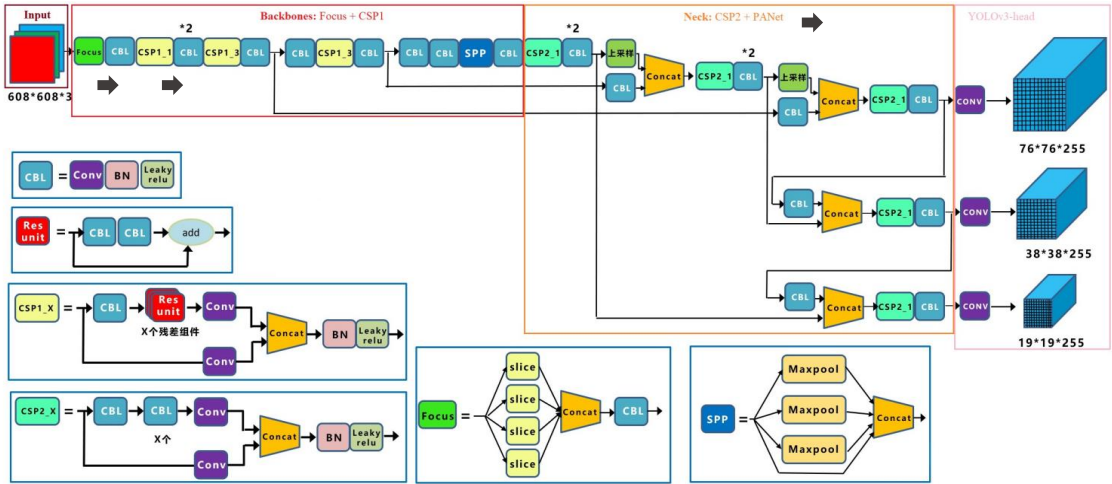 Input
Backbones: Focus + CSP1
Neck: CSP2 + PANet
YOLOv3-head
*2
*2
*2
Focus
CBL
CSP1_1
CBL
CSP1_3
CBL
CBL
CSP1_3
CBL
CBL
CBL
CBL
SPP
CBL
CSP2_1
CBL
上采样
CBL
Concat
CSP2_1
CBL
上采样
CBL
Concat
CSP2_1
CBL
CONV
608*608*3
76*76*255
CBL
=
Conv
BN
Leaky
relu
CBL
Concat
CSP2_1
CBL
CONV
38*38*255
Res
unit
=
CBL
CBL
add
CBL
Concat
CSP2_1
CBL
CONV
19*19*255
CSP1_X
=
CBL
Res
unit
Conv
X个残差组件
Conv
Concat
BN
Leaky
relu
CSP2_X
=
CBL
CBL
Conv
X个
Conv
Concat
BN
Leaky
relu
Focus
=
slice
slice
slice
slice
Concat
CBL
SPP
=
Maxpool
Maxpool
Maxpool
Concat